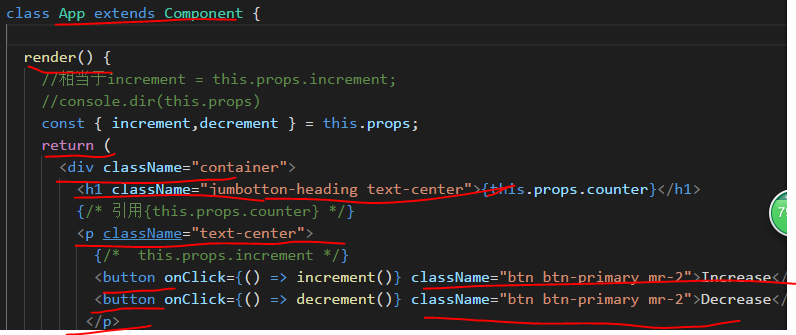 class App extends Component {
render() {
//相当于increment = this.props.increment;
//console.dir(this.props)
const { increment,decrement } = this.props;
return (
<div className="container">
<h1 className="jumbotton-heading text-center">{this.props.counter}</h1>
{/* 引用{this.props.counter} */}
<p className="text-center">
{/*  this.props.increment */}
<button onClick={() => increment()} className="btn btn-primary mr-2">Increase</
<button onClick={() => decrement()} className="btn btn-primary mr-2">Decrease</
</p>